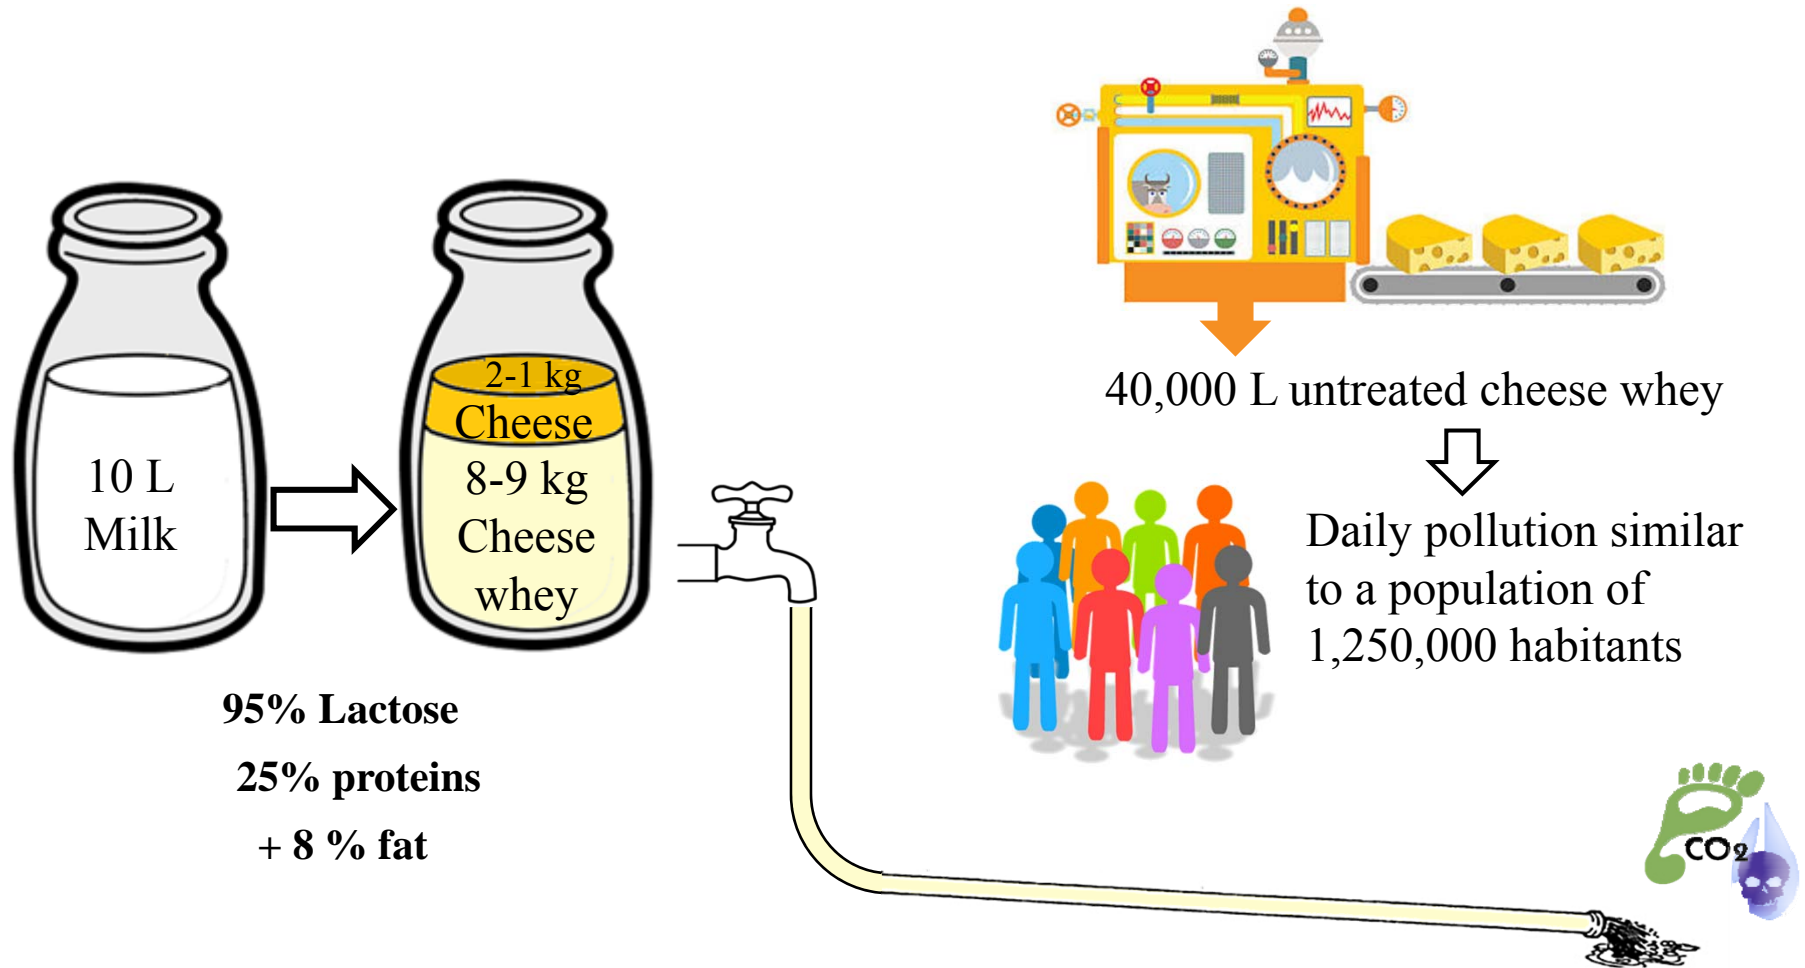 10 L
Milk
2-1 kg
Cheese
8-9 kg
Cheese
whey
95% Lactose
25% proteins
+ 8 % fat
40,000 L untreated cheese whey
Daily pollution similar
to a population of
1,250,000 habitants
CO2